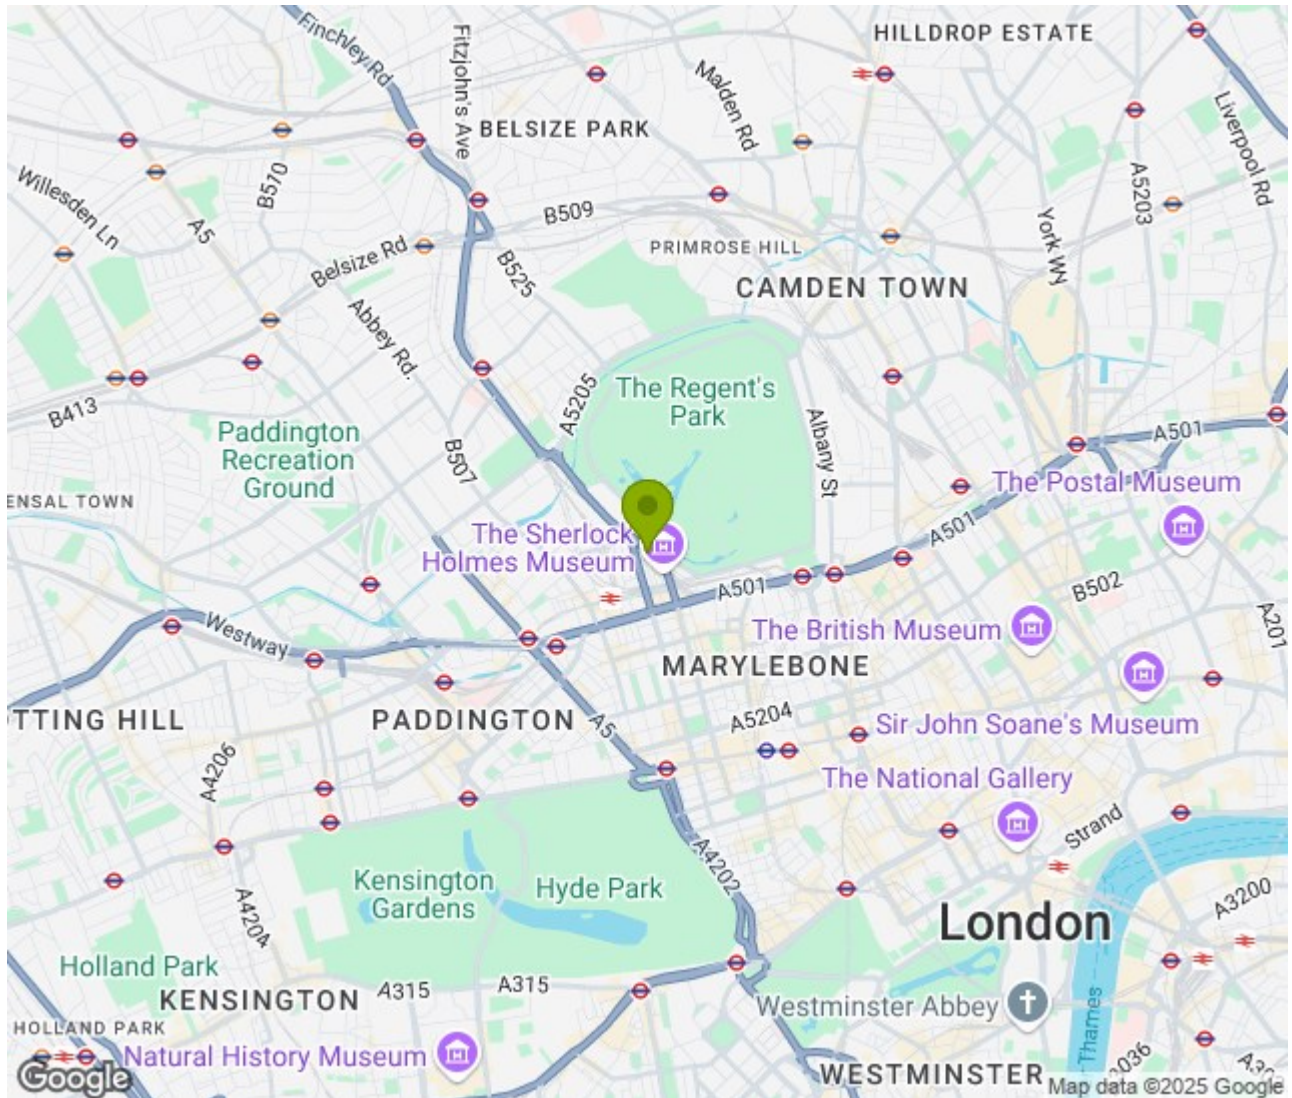 Finchley Rd
Fitzjohn's Ave
HILLDROP ESTATE
Malden Rd
BELSIZE PARK
Liverpool Rd
Willesden Ln
B510
A5
B509
A5203
PRIMROSE HILL
York Wy
Belsize Rd
B525
CAMDEN TOWN
Abbey Rd.
A5205
The Regent's
Park
B413
Albany St
A501
Paddington
Recreation
Ground
B507
ENSAL TOWN
The Postal Museum
The Sherlock
Holmes Museum
A501
A501
B502
A201
Westway
The British Museum
MARYLEBONE
OTTING HILL
PADDINGTON
A5
A5204
Sir John Soane's Museum
A4206
The National Gallery
Strand
A4202
Kensington
Gardens
Hyde Park
A4204
A3200
London
Holland Park
KENSINGTON
A315
A315
Westminster Abbey
HOLLAND PARK
Thames
Natural History Museum
WESTMINSTER
Google
Map data ©2025 Google